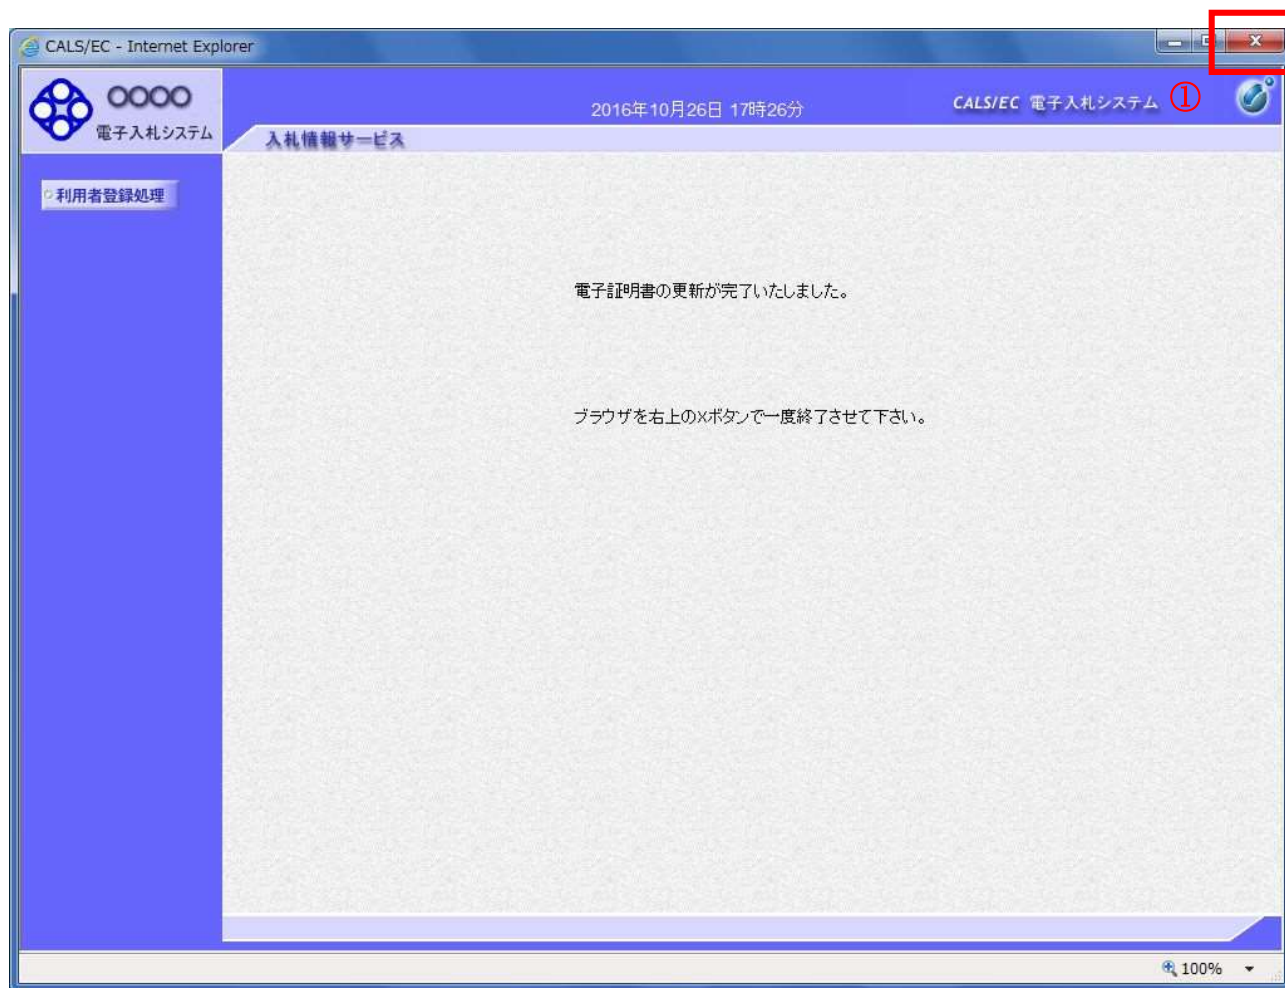 CALS/EC - Internet Explorer
〇〇〇〇
電子入札システム
2016年10月26日 17時26分
CALS/EC 電子入札システム
①
入札情報サービス
利用者登録処理
電子証明書の更新が完了いたしました。
ブラウザを右上の×ボタンで一度終了させて下さい。
100%